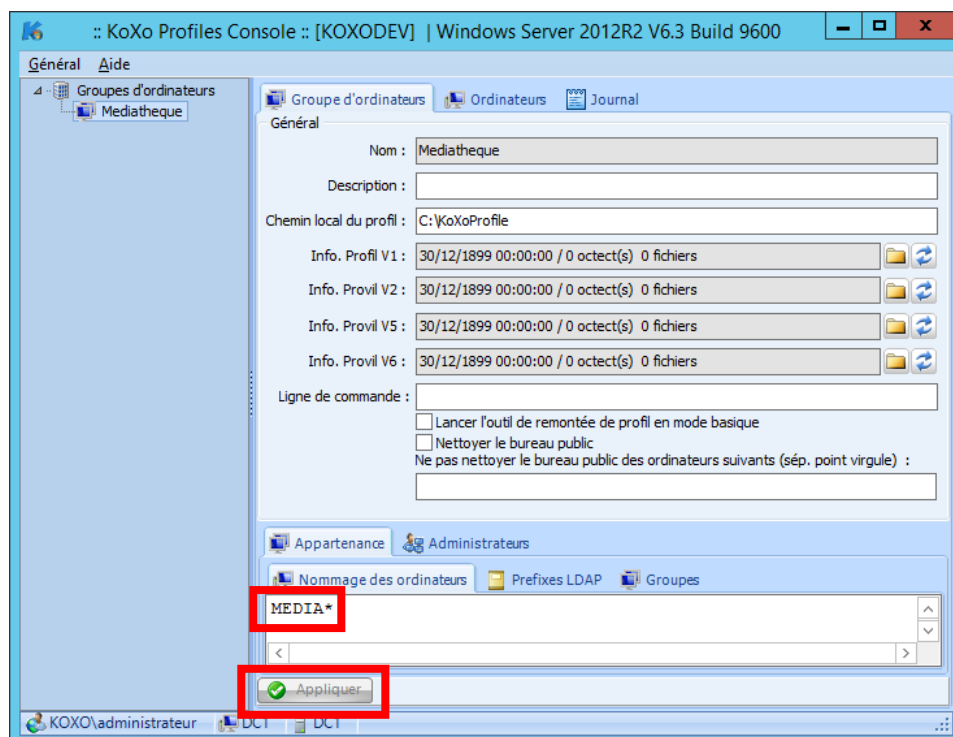 :: KoXo Profiles Console :: [KOXODEV] | Windows Server 2012R2 V6.3 Build 9600
Général Aide
Groupes d'ordinateurs
Mediatheque
Groupe d'ordinateurs Ordinateurs Journal
Général
Nom : Mediatheque
Description :
Chemin local du profil : C:\KoXoProfile
Info. Profil V1 : 30/12/1899 00:00:00 / 0 octect(s) 0 fichiers
Info. Provil V2 : 30/12/1899 00:00:00 / 0 octect(s) 0 fichiers
Info. Provil V5 : 30/12/1899 00:00:00 / 0 octect(s) 0 fichiers
Info. Provil V6 : 30/12/1899 00:00:00 / 0 octect(s) 0 fichiers
Ligne de commande :
Lancer l'outil de remontée de profil en mode basique
Nettoyer le bureau public
Ne pas nettoyer le bureau public des ordinateurs suivants (sép. point virgule) :
Appartenance Administrateurs
Nommage des ordinateurs Prefixes LDAP Groupes
MEDIA*
Appliquer
KOXO\administrateur DCT DCT